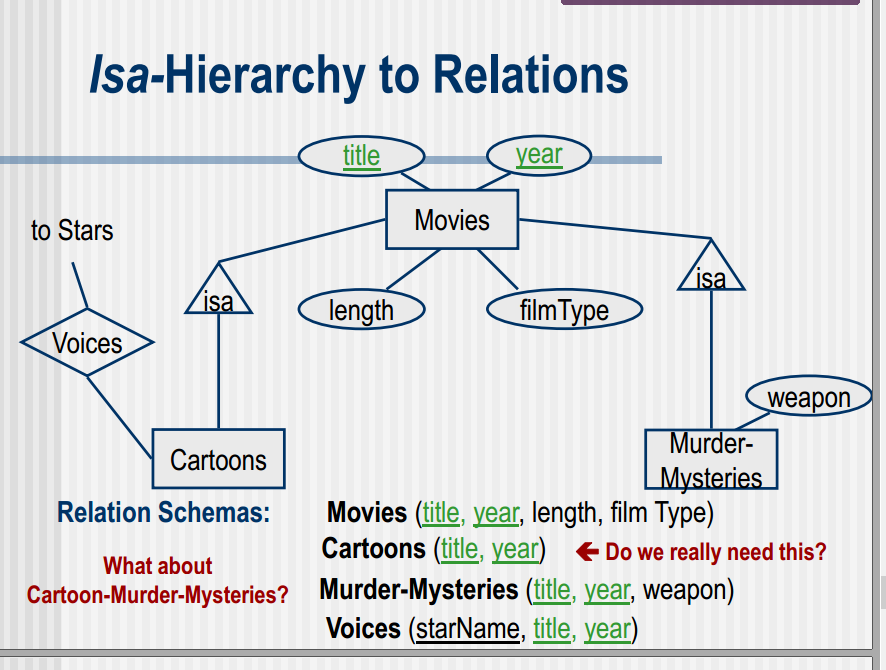 Isa-Hierarchy to Relations
title
year
Movies
to Stars
isa
isa
length
filmType
Voices
weapon
Cartoons
Murder-
Mysteries
Relation Schemas:
Movies (title, year, length, film Type)
Cartoons (title, year)
← Do we really need this?
What about
Cartoon-Murder-Mysteries?
Murder-Mysteries (title, year, weapon)
Voices (starName, title, year)